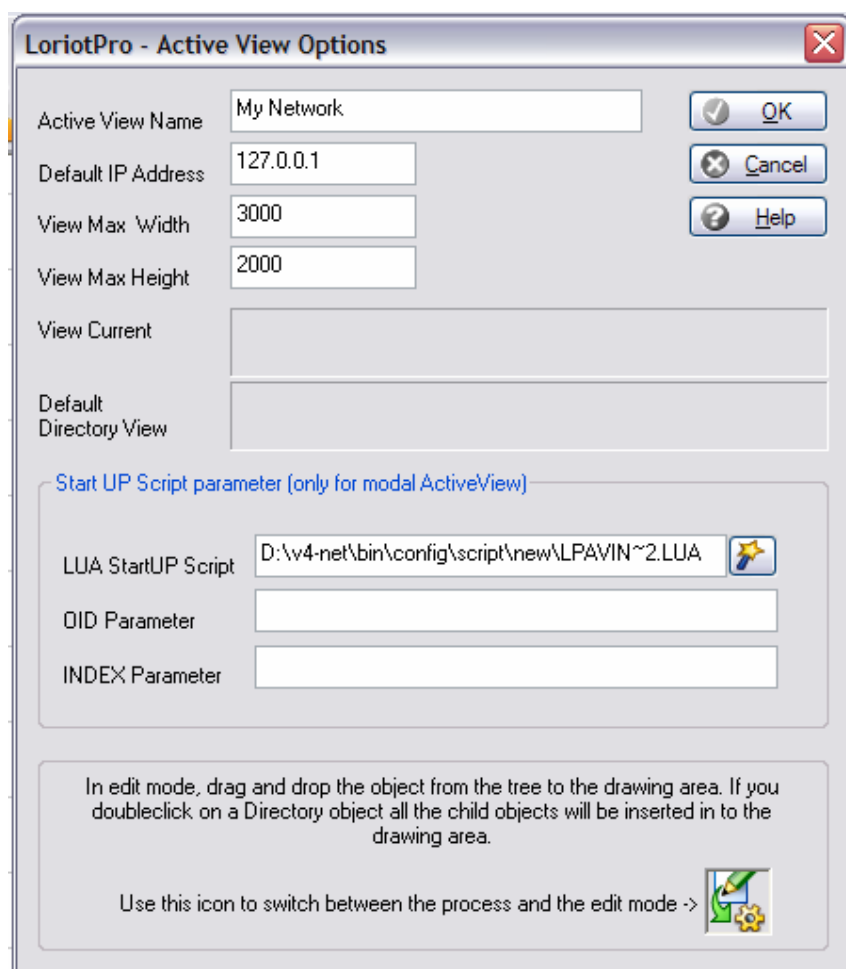 LoriotPro - Active View Options
Active View Name
My Network
OK
Default IP Address
127.0.0.1
Cancel
View Max Width
3000
Help
View Max Height
2000
View Current
Default
Directory View
Start UP Script parameter (only for modal ActiveView)
LUA StartUP Script
D:\v4-net\bin\config\script\new\LPAVIN~2.LUA
OID Parameter
INDEX Parameter
In edit mode, drag and drop the object from the tree to the drawing area. If you
doubleclick on a Directory object all the child objects will be inserted in to the
drawing area.
Use this icon to switch between the process and the edit mode ->